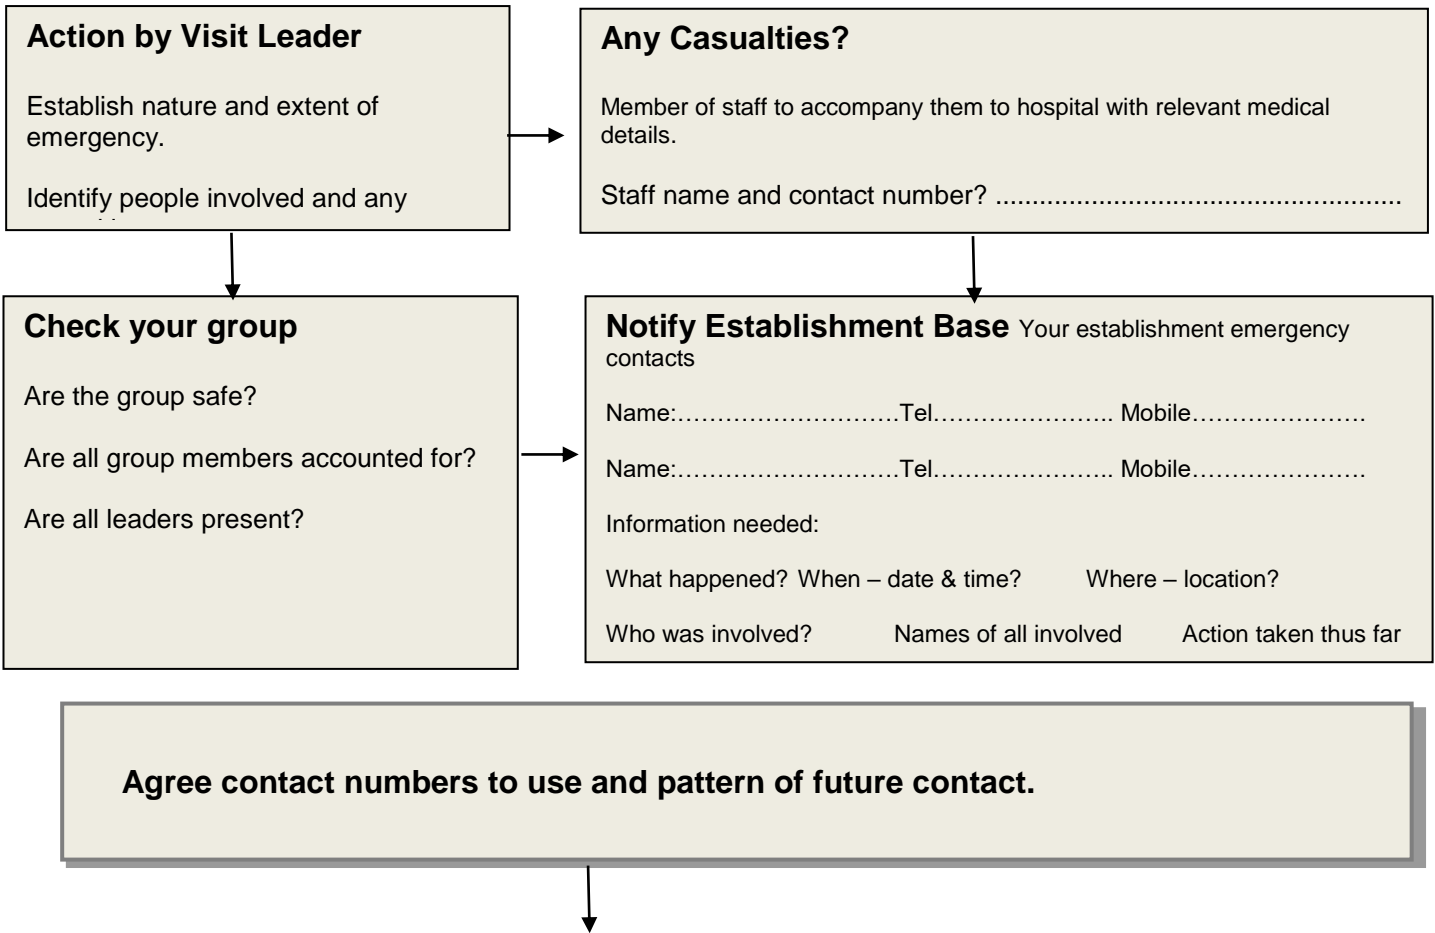 Action by Visit Leader
Establish nature and extent of
emergency.
Identify people involved and any
Any Casualties?
Member of staff to accompany them to hospital with relevant medical
details.
Staff name and contact number? ........................................................
Check your group
Are the group safe?
Are all group members accounted for?
Are all leaders present?
Notify Establishment Base Your establishment emergency
contacts
Name:……………………….Tel………………….. Mobile………………….
Name:……………………….Tel………………….. Mobile………………….
Information needed:
What happened? When – date & time? Where – location?
Who was involved? Names of all involved Action taken thus far
Agree contact numbers to use and pattern of future contact.